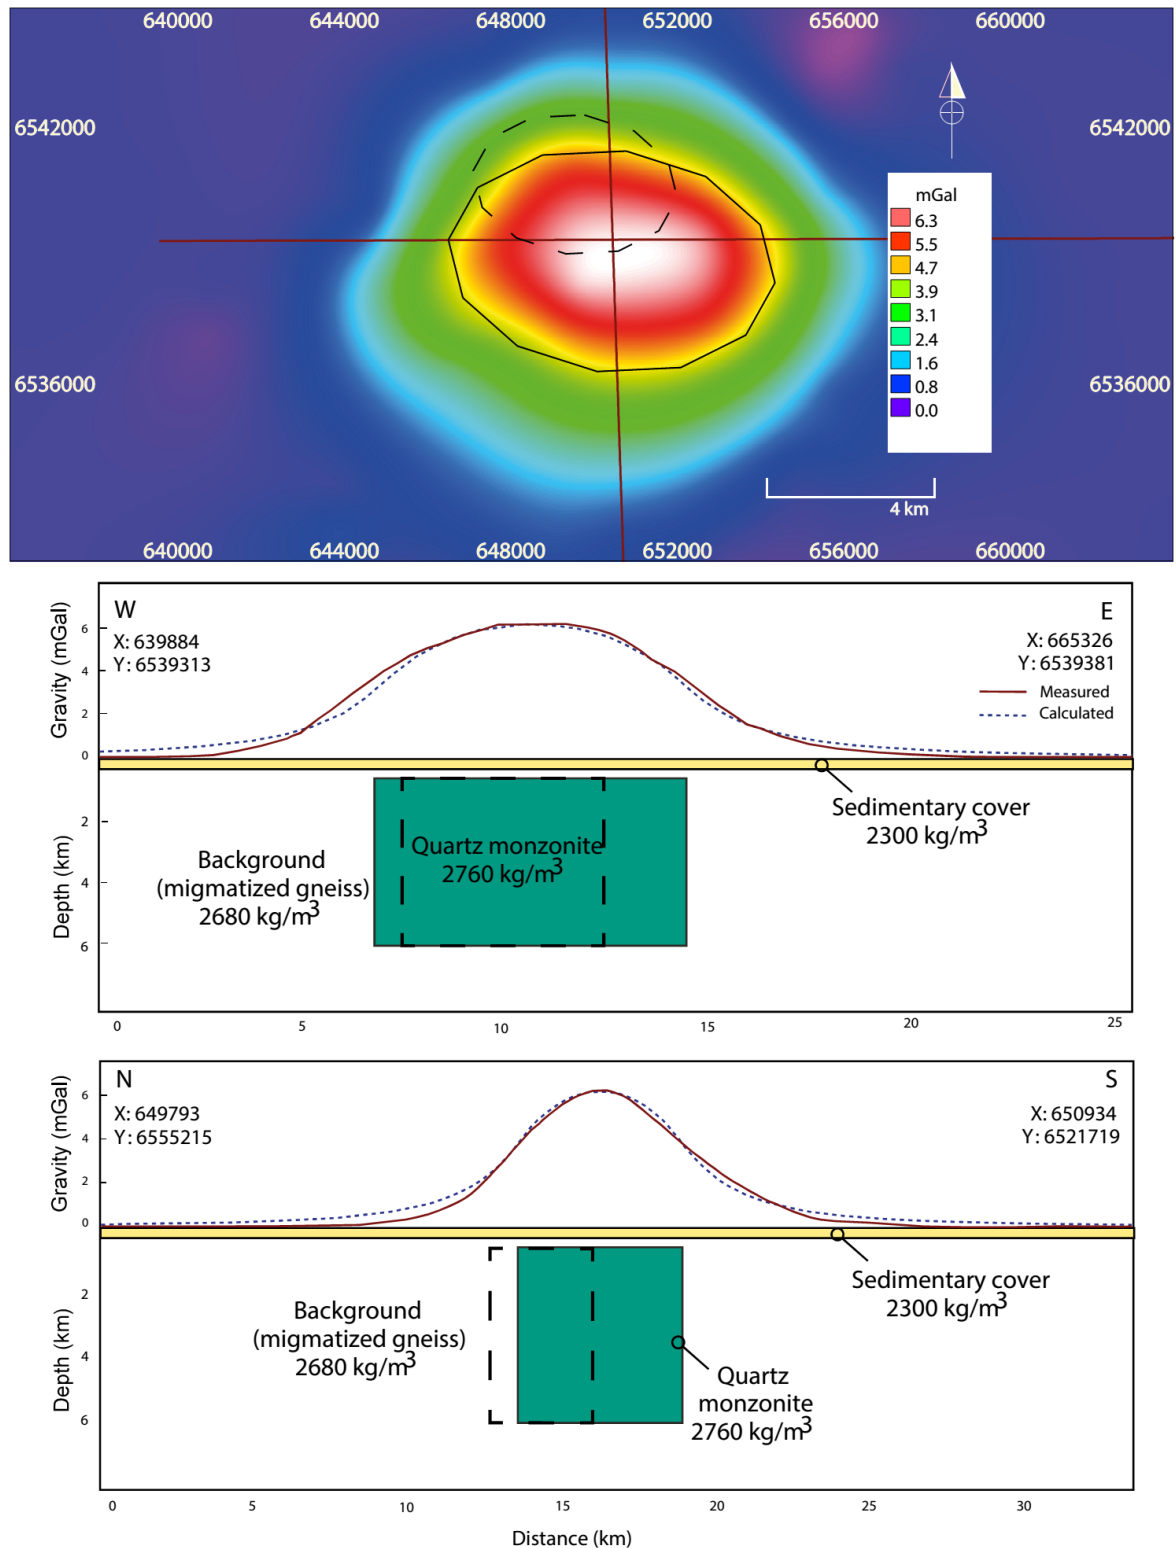 640000 644000 648000 652000 656000 660000
6542000 6542000
mGal
6.3
5.5
4.7
3.9
3.1
2.4
1.6
0.8
0.0
6536000 6536000
4 km
640000 644000 648000 652000 656000 660000
Gravity (mGal)
6
4
2
0
W
X: 639884
Y: 6539313
E
X: 665326
Y: 6539381
Measured
Calculated
Sedimentary cover
2300 kg/m3
Depth (km)
2
4
6
Quartz monzonite
2760 kg/m3
Background
(migmatized gneiss)
2680 kg/m3
0 5 10 15 20 25
Gravity (mGal)
6
4
2
0
N
X: 649793
Y: 6555215
S
X: 650934
Y: 6521719
Sedimentary cover
2300 kg/m3
Depth (km)
2
4
6
Background
(migmatized gneiss)
2680 kg/m3
Quartz
monzonite
2760 kg/m3
0 5 10 15 20 25 30
Distance (km)